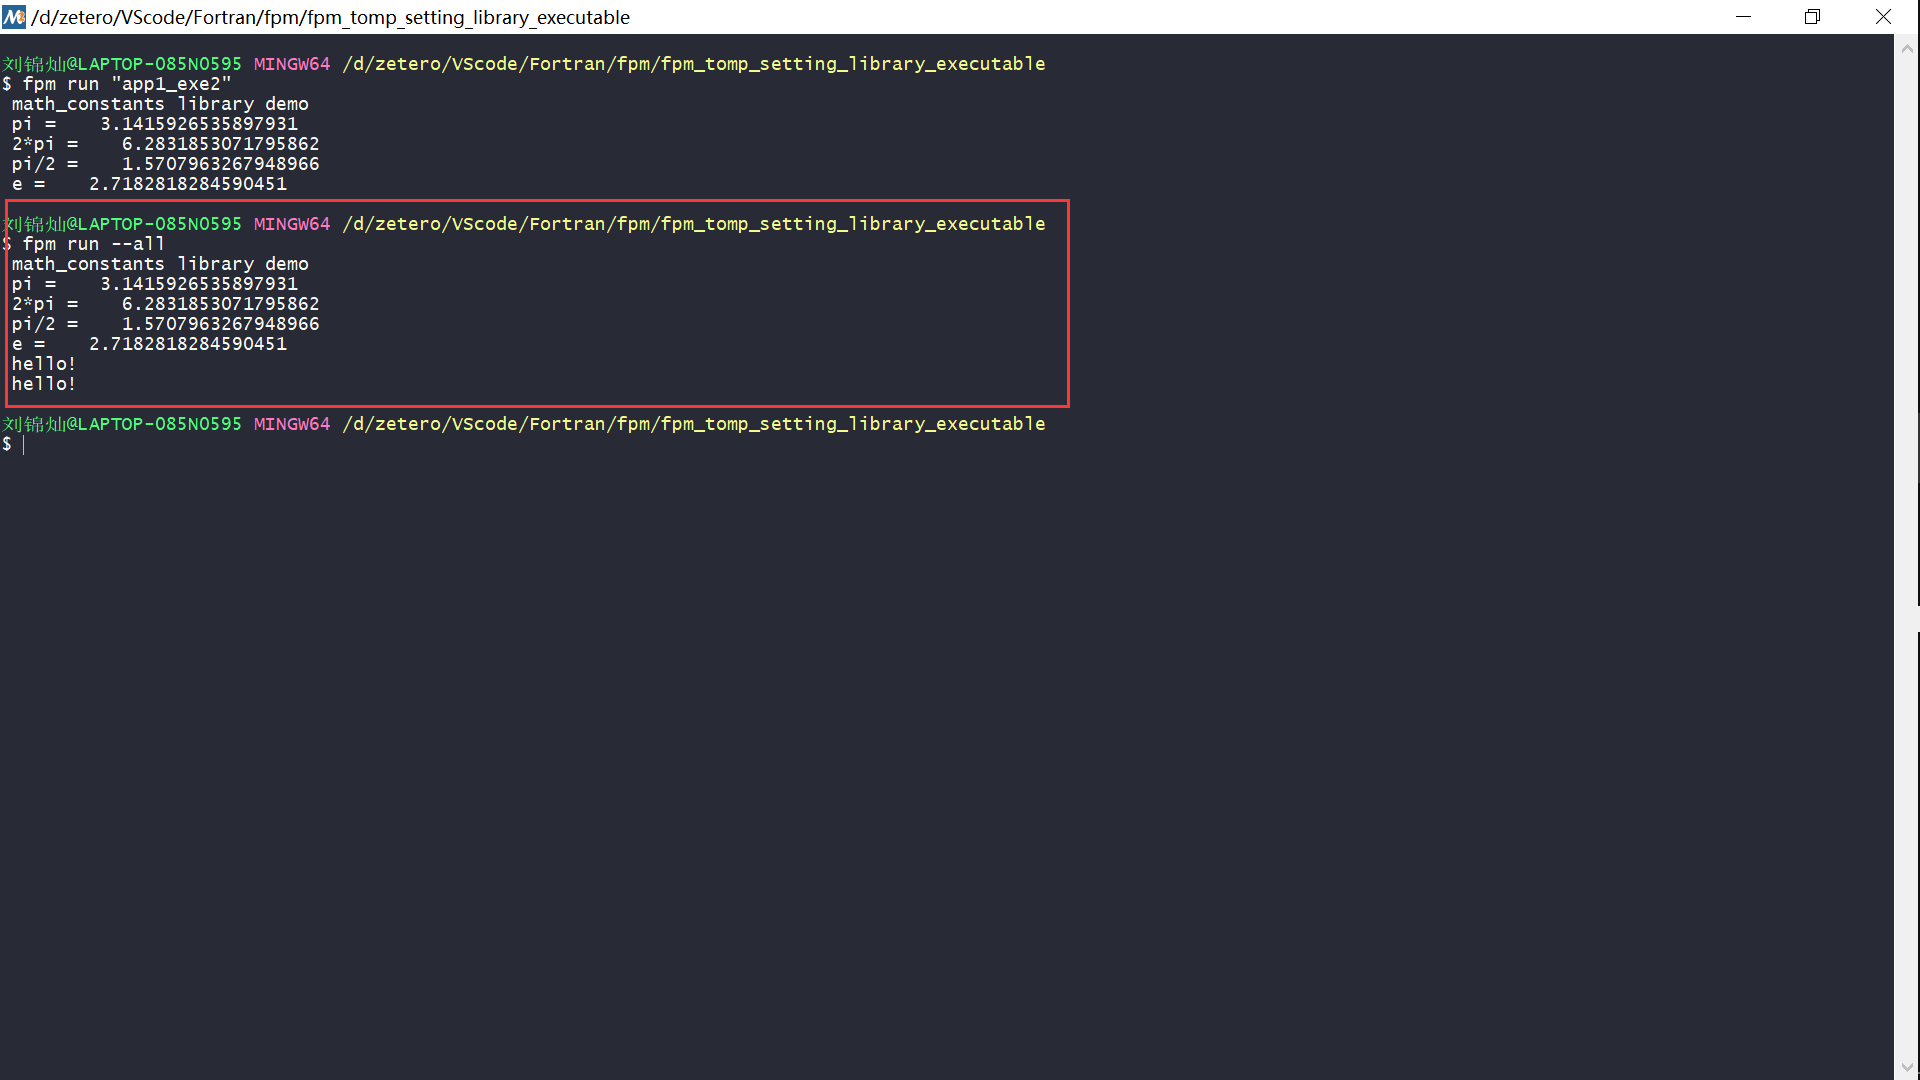 /d/zetero/VScode/Fortran/fpm/fpm_tomp_setting_library_executable
刘锦灿@LAPTOP-085N0595 MINGW64 /d/zetero/VScode/Fortran/fpm/fpm_tomp_setting_library_executable
$ fpm run "app1_exe2"
math_constants library demo
pi =    3.1415926535897931
2*pi =    6.2831853071795862
pi/2 =    1.5707963267948966
e =    2.7182818284590451
刘锦灿@LAPTOP-085N0595 MINGW64 /d/zetero/VScode/Fortran/fpm/fpm_tomp_setting_library_executable
$ fpm run --all
math_constants library demo
pi =    3.1415926535897931
2*pi =    6.2831853071795862
pi/2 =    1.5707963267948966
e =    2.7182818284590451
hello!
hello!
刘锦灿@LAPTOP-085N0595 MINGW64 /d/zetero/VScode/Fortran/fpm/fpm_tomp_setting_library_executable
$